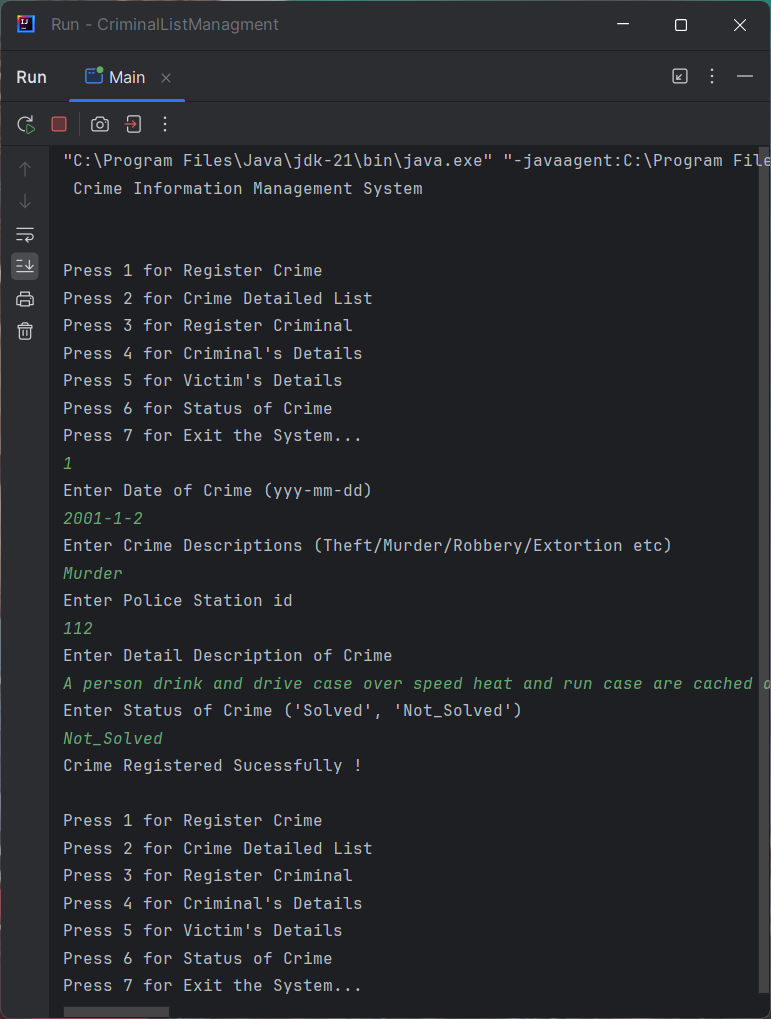 Run - CriminalListManagment
Run Main
"C:\Program Files\Java\jdk-21\bin\java.exe" "-javaagent:C:\Program File
Crime Information Management System
Press 1 for Register Crime
Press 2 for Crime Detailed List
Press 3 for Register Criminal
Press 4 for Criminal's Details
Press 5 for Victim's Details
Press 6 for Status of Crime
Press 7 for Exit the System...
1
Enter Date of Crime (yyy-mm-dd)
2001-1-2
Enter Crime Descriptions (Theft/Murder/Robbery/Extortion etc)
Murder
Enter Police Station id
112
Enter Detail Description of Crime
A person drink and drive case over speed heat and run case are cached
Enter Status of Crime ('Solved', 'Not_Solved')
Not_Solved
Crime Registered Sucessfully !
Press 1 for Register Crime
Press 2 for Crime Detailed List
Press 3 for Register Criminal
Press 4 for Criminal's Details
Press 5 for Victim's Details
Press 6 for Status of Crime
Press 7 for Exit the System...